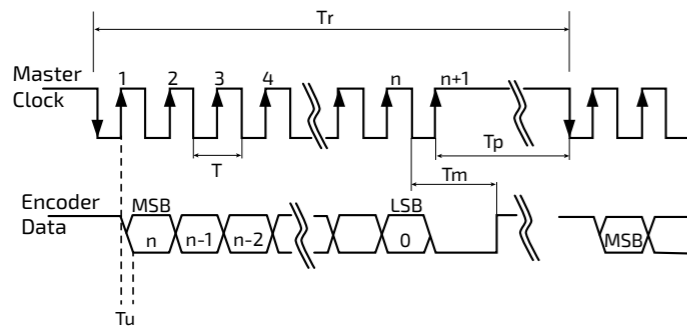 Tr
Master
Clock
1 2 3 4 n n+1
T
Tp
Tm
Encoder
Data
MSB
LSB
n n-1 n-2 0 MSB
Tu